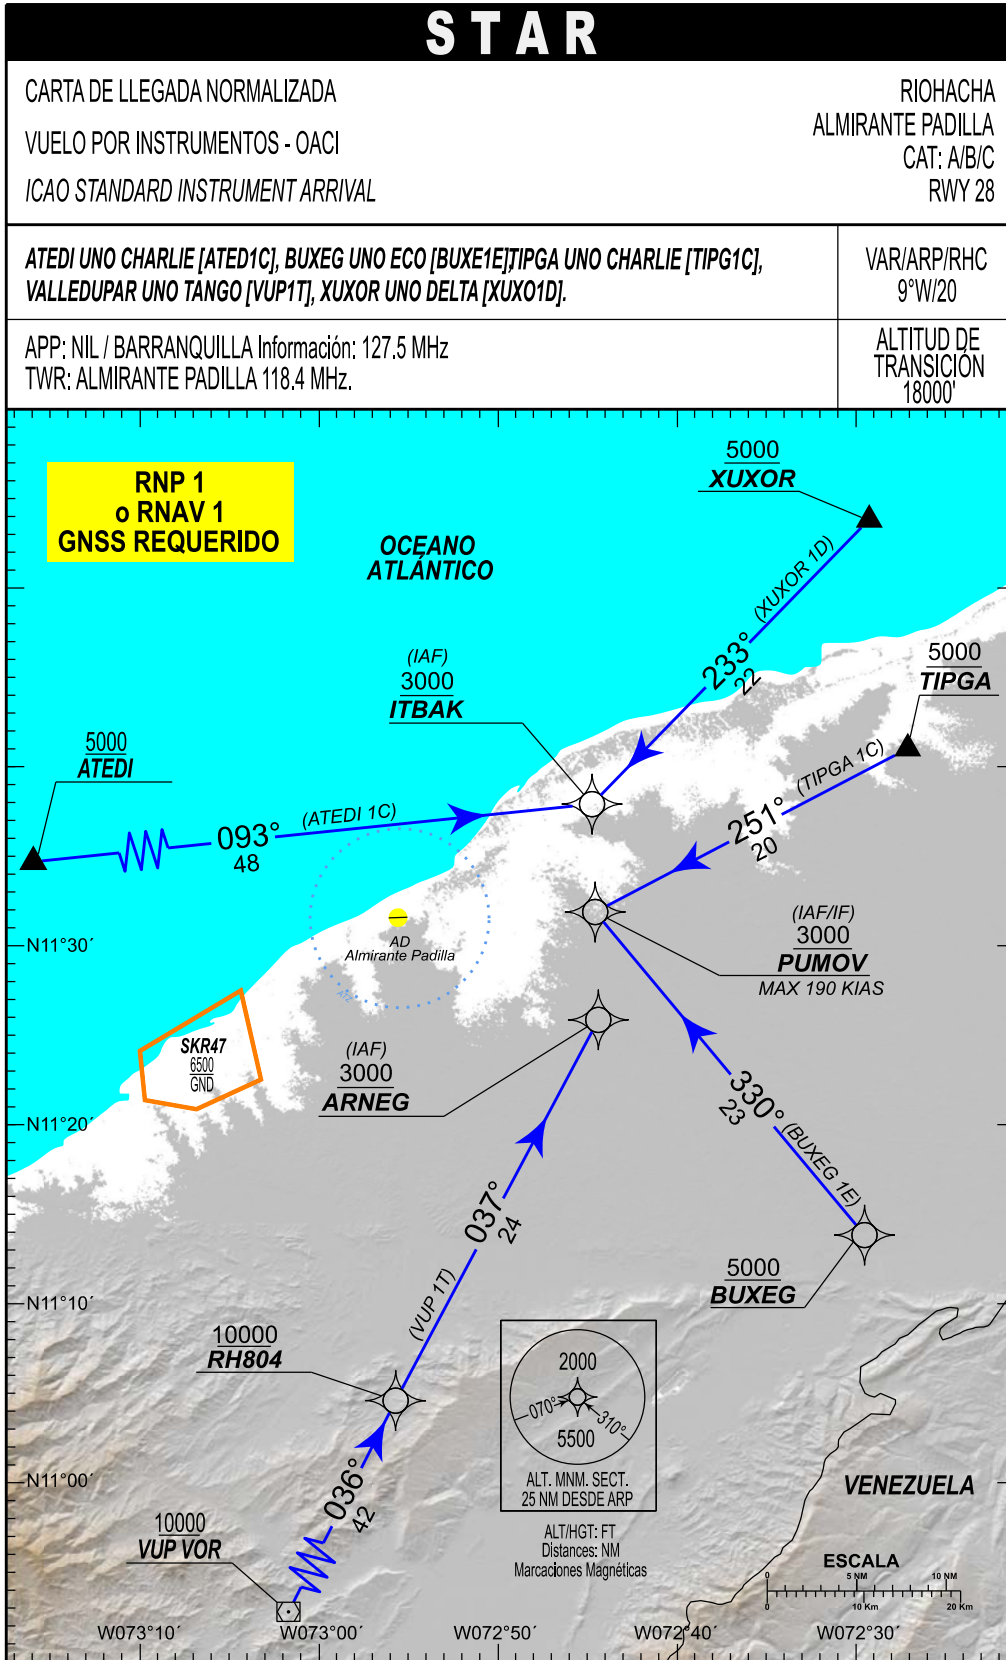 STAR
CARTA DE LLEGADA NORMALIZADA
VUELO POR INSTRUMENTOS - OACI
ICAO STANDARD INSTRUMENT ARRIVAL
RIOHACHA
ALMIRANTE PADILLA
CAT: A/B/C
RWY 28
ATEDI UNO CHARLIE [ATED1C], BUXEG UNO ECO [BUXE1E]TIPGA UNO CHARLIE [TIPG1C],
VALLEDUPAR UNO TANGO [VUP1T], XUXOR UNO DELTA [XUXO1D].
VAR/ARP/RHC
9°W/20
APP: NIL / BARRANQUILLA Información: 127.5 MHz
TWR: ALMIRANTE PADILLA 118.4 MHz.
ALTITUD DE
TRANSICIÓN
18000'
RNP 1
o RNAV 1
GNSS REQUERIDO
OCEANO
ATLÁNTICO
5000
XUXOR
(XUXOR 1D)
233°
22
(IAF)
3000
ITBAK
5000
TIPGA
(TIPGA 1C)
251°
20
5000
ATEDI
093°
48
(ATEDI 1C)
AD
Almirante Padilla
ATZ
(IAF/IF)
3000
PUMOV
MAX 190 KIAS
N11°30´
SKR47
6500
GND
(IAF)
3000
ARNEG
N11°20´
330°
23
(BUXEG 1E)
037°
24
(VUP 1T)
5000
BUXEG
N11°10´
10000
RH804
2000
070°
310°
5500
ALT. MNM. SECT.
25 NM DESDE ARP
N11°00´
036°
42
VENEZUELA
10000
VUP VOR
ALT/HGT: FT
Distances: NM
Marcaciones Magnéticas
ESCALA
0 5 NM 10 NM
0 10 Km 20 Km
W073°10´ W073°00´ W072°50´ W072°40´ W072°30´